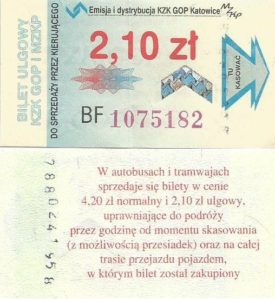 BILET ULGOWY
KZK GOP I MZKP
DO SPRZEDAŻY PRZEZ KIERUJĄCEGO
Emisja i dystrybucja KZK GOP Katowice
2,10 zł
BF 1075182
TU
KASOWAĆ
W autobusach i tramwajach
sprzedaje się bilety w cenie
4,20 zł normalny i 2,10 zł ulgowy,
uprawniające do podróży
przez godzinę od momentu skasowania
(z możliwością przesiadek) oraz na całej
trasie przejazdu pojazdem,
w którym bilet został zakupiony